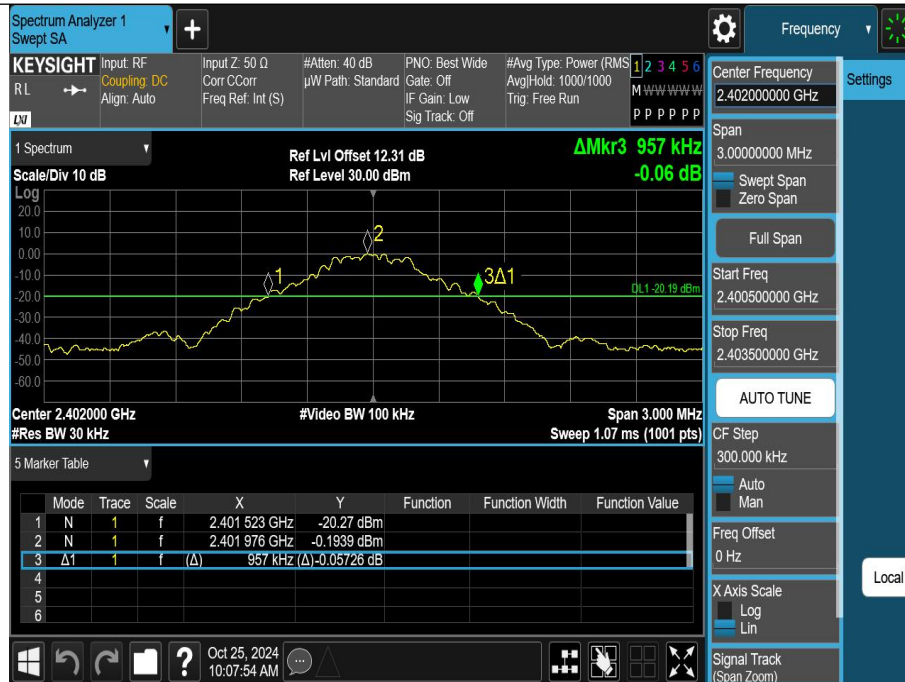 Spectrum Analyzer 1
Swept SA
+
Frequency
KEYSIGHT
RL
LXI
Input: RF
Coupling: DC
Align: Auto
Input Z: 50 Ω
Corr CCorr
Freq Ref: Int (S)
#Atten: 40 dB
µW Path: Standard
PNO: Best Wide
Gate: Off
IF Gain: Low
Sig Track: Off
#Avg Type: Power (RMS
Avg|Hold: 1000/1000
Trig: Free Run
1 2 3 4 5 6
M W W W W W
P P P P P P
1 Spectrum
Scale/Div 10 dB
Ref Lvl Offset 12.31 dB
Ref Level 30.00 dBm
ΔMkr3 957 kHz
-0.06 dB
Log
20.0
10.0
0.00
-10.0
-20.0
-30.0
-40.0
-50.0
-60.0
1
2
3Δ1
DL1 -20.19 dBm
Center 2.402000 GHz
#Res BW 30 kHz
#Video BW 100 kHz
Span 3.000 MHz
Sweep 1.07 ms (1001 pts)
5 Marker Table
Mode Trace Scale X Y Function Function Width Function Value
1 N 1 f 2.401 523 GHz -20.27 dBm
2 N 1 f 2.401 976 GHz -0.1939 dBm
3 Δ1 1 f (Δ) 957 kHz (Δ) -0.05726 dB
4
5
6
?
Oct 25, 2024
10:07:54 AM
Center Frequency
2.402000000 GHz
Span
3.00000000 MHz
Swept Span
Zero Span
Full Span
Start Freq
2.400500000 GHz
Stop Freq
2.403500000 GHz
AUTO TUNE
CF Step
300.000 kHz
Auto
Man
Freq Offset
0 Hz
X Axis Scale
Log
Lin
Signal Track
(Span Zoom)
Settings
Local